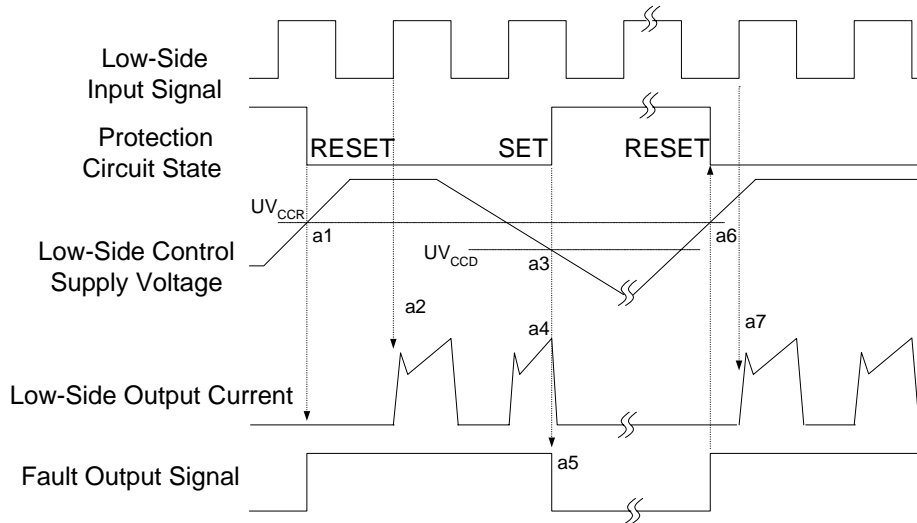 Low-Side
Input Signal
Protection
Circuit State
RESET
SET
RESET
UVCCR
a1
a6
Low-Side Control
Supply Voltage
UVCCD
a3
a2
a4
a7
Low-Side Output Current
a5
Fault Output Signal